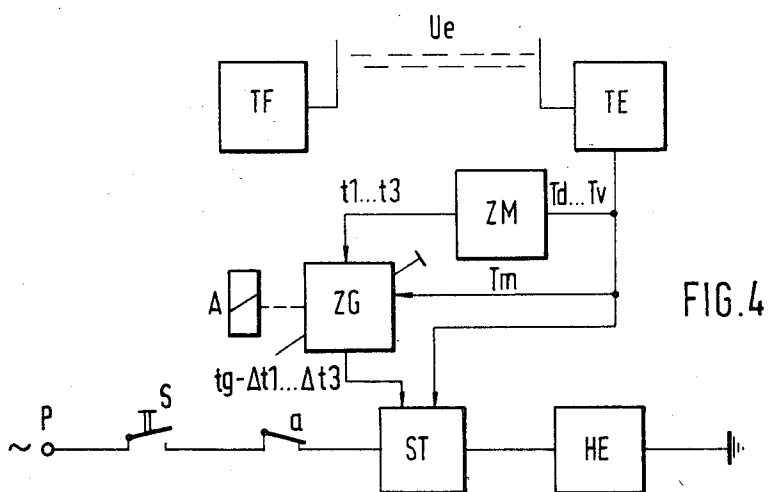 Ue
TF
TE
t1...t3
ZM
Td...Tv
A
ZG
Tm
FIG.4
tg-Δt1...Δt3
P
S
a
ST
HE
~